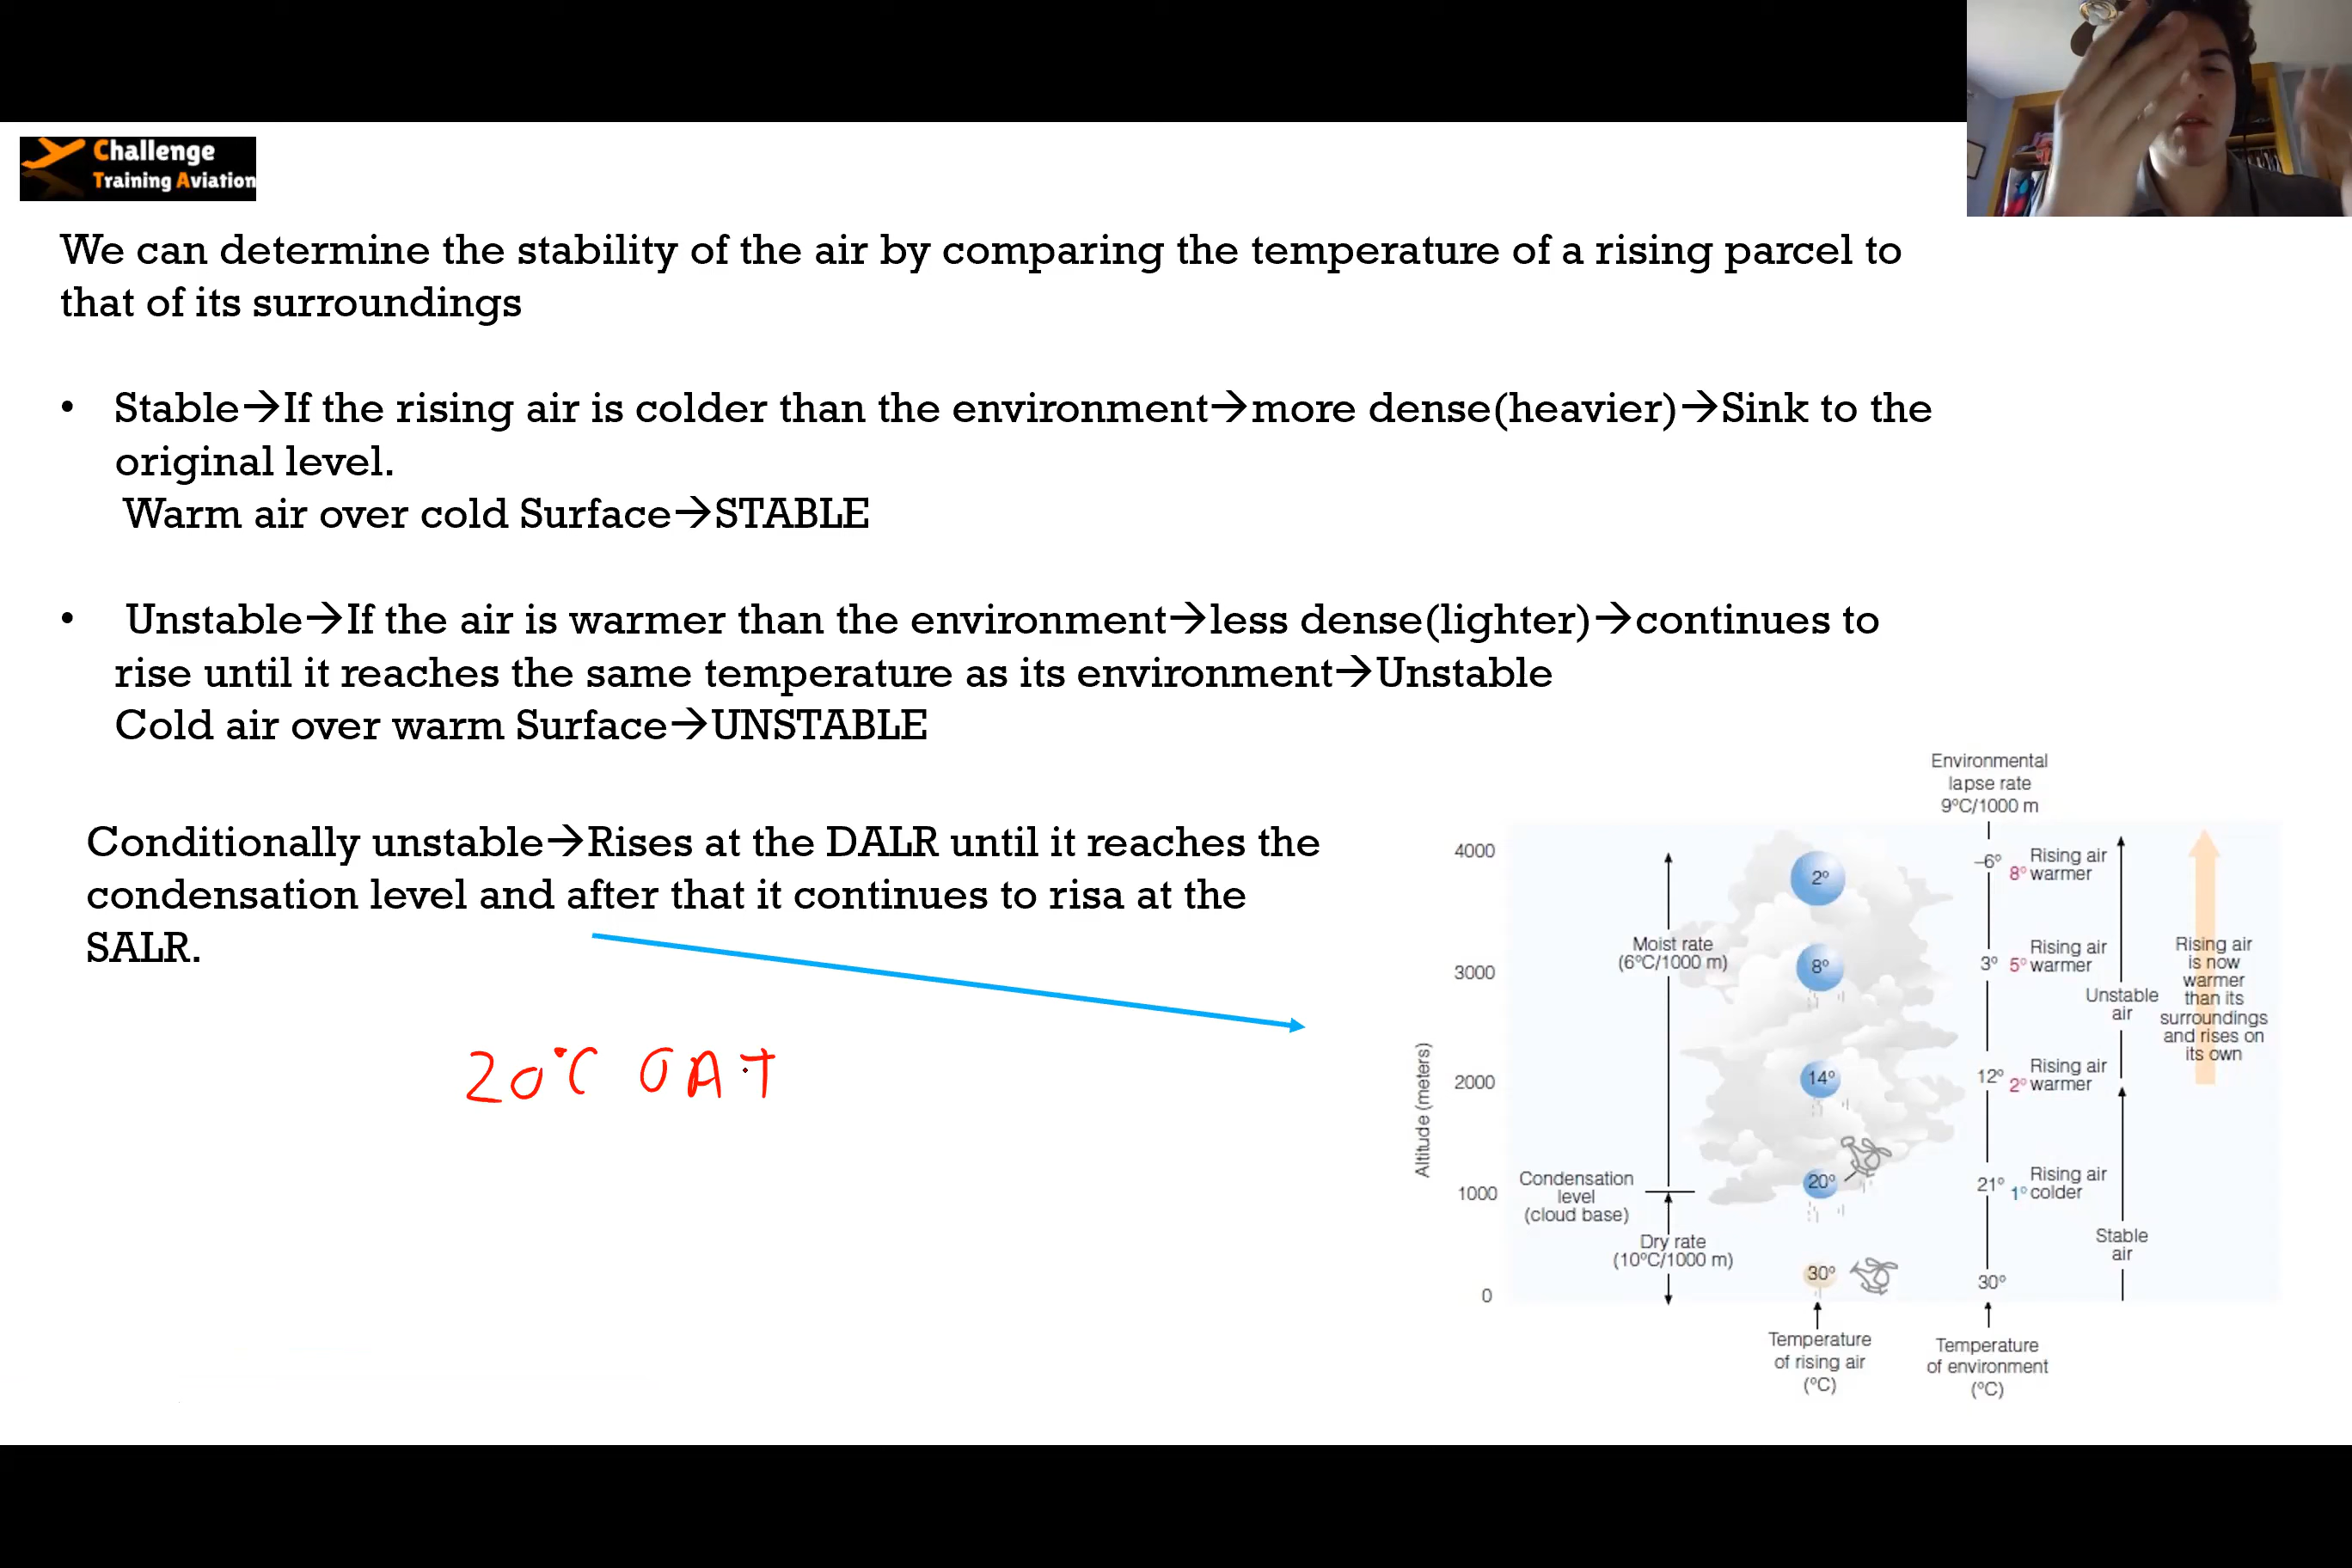 Challenge
Training Aviation
We can determine the stability of the air by comparing the temperature of a rising parcel to
that of its surroundings
• Stable→If the rising air is colder than the environment→more dense(heavier)→Sink to the
original level.
Warm air over cold Surface→STABLE
• Unstable→If the air is warmer than the environment→less dense(lighter)→continues to
rise until it reaches the same temperature as its environment→Unstable
Cold air over warm Surface→UNSTABLE
Conditionally unstable→Rises at the DALR until it reaches the
condensation level and after that it continues to risa at the
SALR.
20°C OAT
Environmental
lapse rate
9°C/1000 m
Altitude (meters)
4000
3000
2000
1000
0
Moist rate
(6°C/1000 m)
Condensation
level
(cloud base)
Dry rate
(10°C/1000 m)
2°
8°
14°
20°
30°
Temperature
of rising air
(°C)
–6°
3°
12°
21°
30°
Temperature
of environment
(°C)
Rising air
8° warmer
Rising air
5° warmer
Rising air
2° warmer
Rising air
1° colder
Unstable
air
Stable
air
Rising air
is now
warmer
than its
surroundings
and rises on
its own